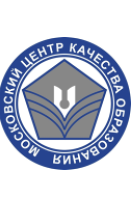 МОСКОВСКИЙ ЦЕНТР КАЧЕСТВА ОБРАЗОВАНИЯ